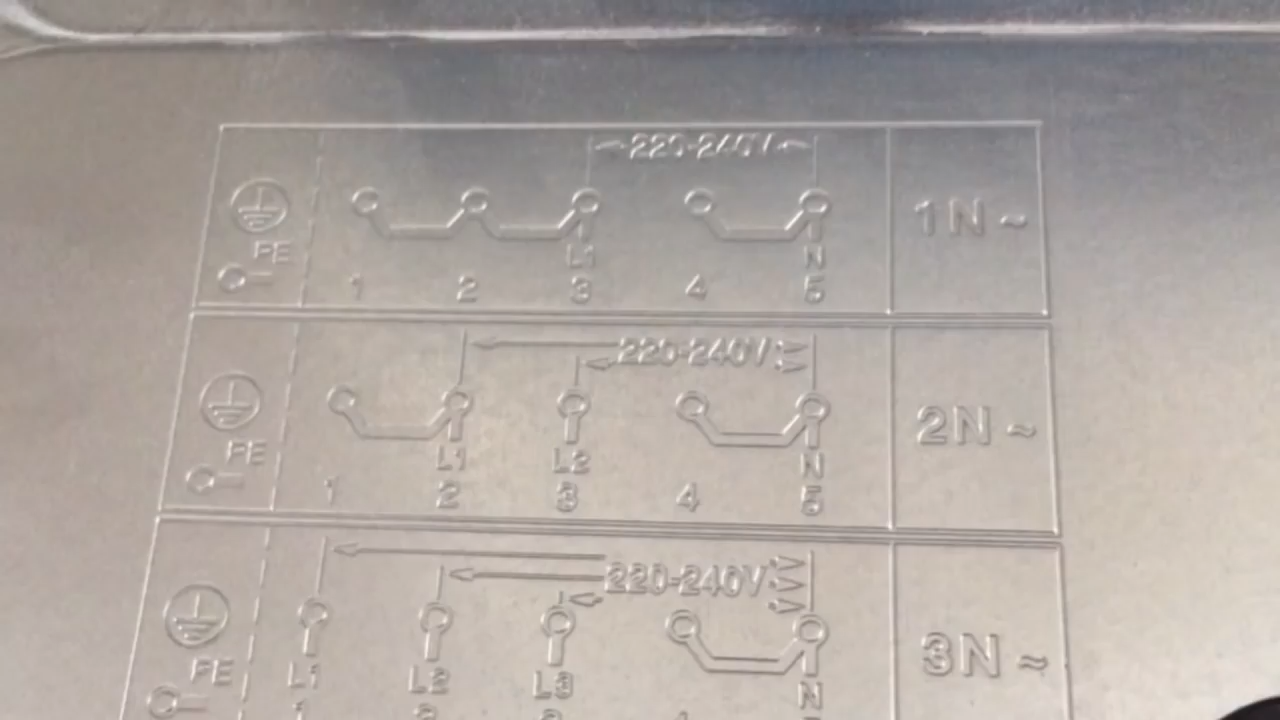 220-240V
1N ~
PE
L1 N
1 2 3 4 5
220-240V
2N ~
PE
L1 L2 N
1 2 3 4 5
220-240V
3N ~
PE
L1 L2 L3 N